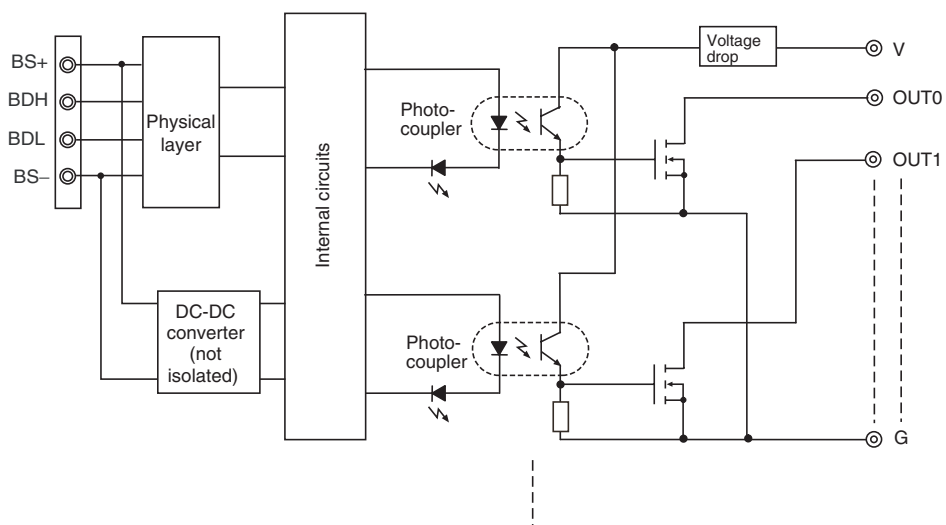 BS+
BDH
BDL
BS–
Physical
layer
DC-DC
converter
(not
isolated)
Internal circuits
Photo-
coupler
Photo-
coupler
Voltage
drop
V
OUT0
OUT1
G